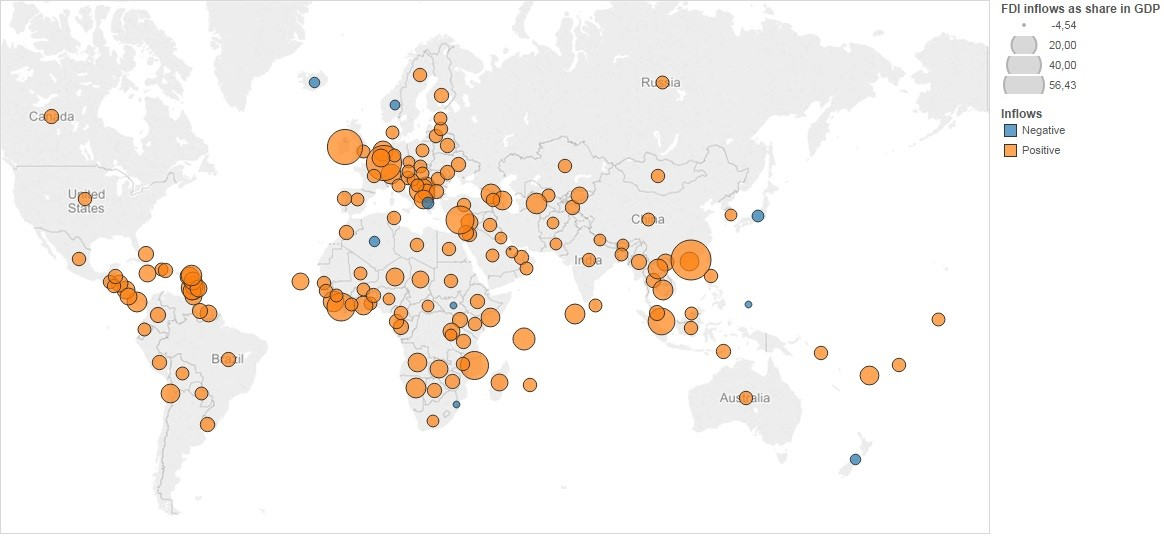 FDI inflows as share in GDP
-4,54
20,00
40,00
56,43
Inflows
Negative
Positive
Russia
Canada
United
States
China
India
Brazil
Australia